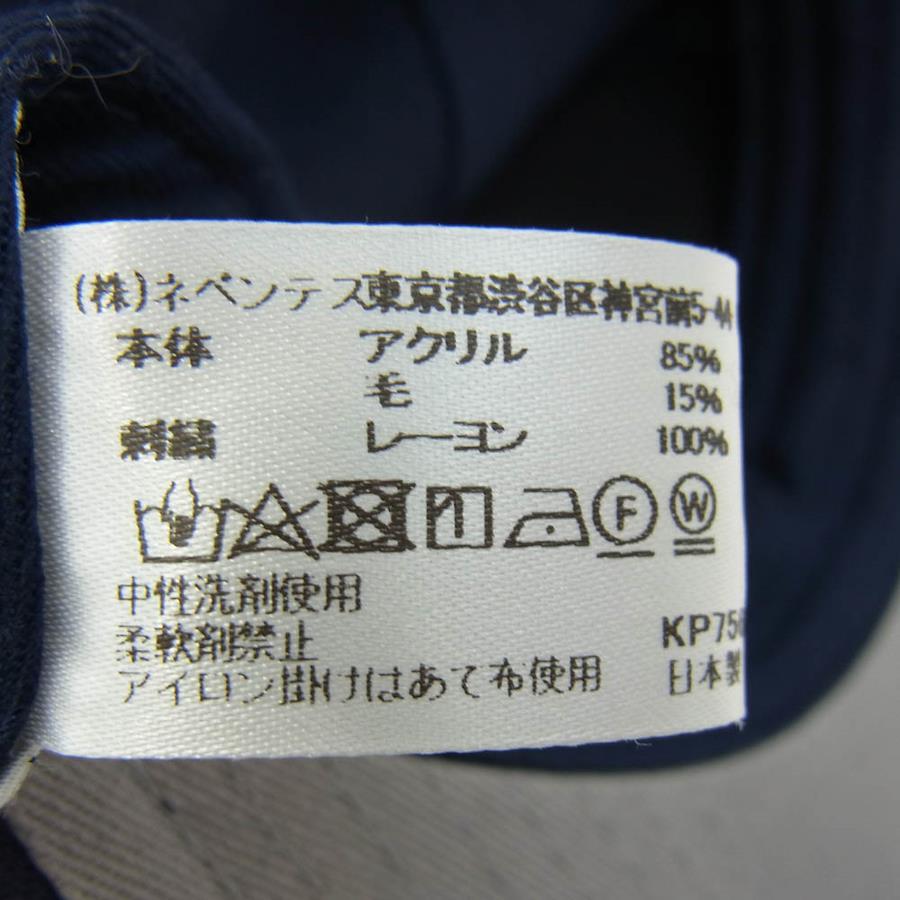 (株)ネペンテス東京都渋谷区神宮前5-44
本体 アクリル 85%
毛 15%
刺繍 レーヨン 100%
F W
中性洗剤使用
柔軟剤禁止 KP756
アイロン掛けはあて布使用 日本製